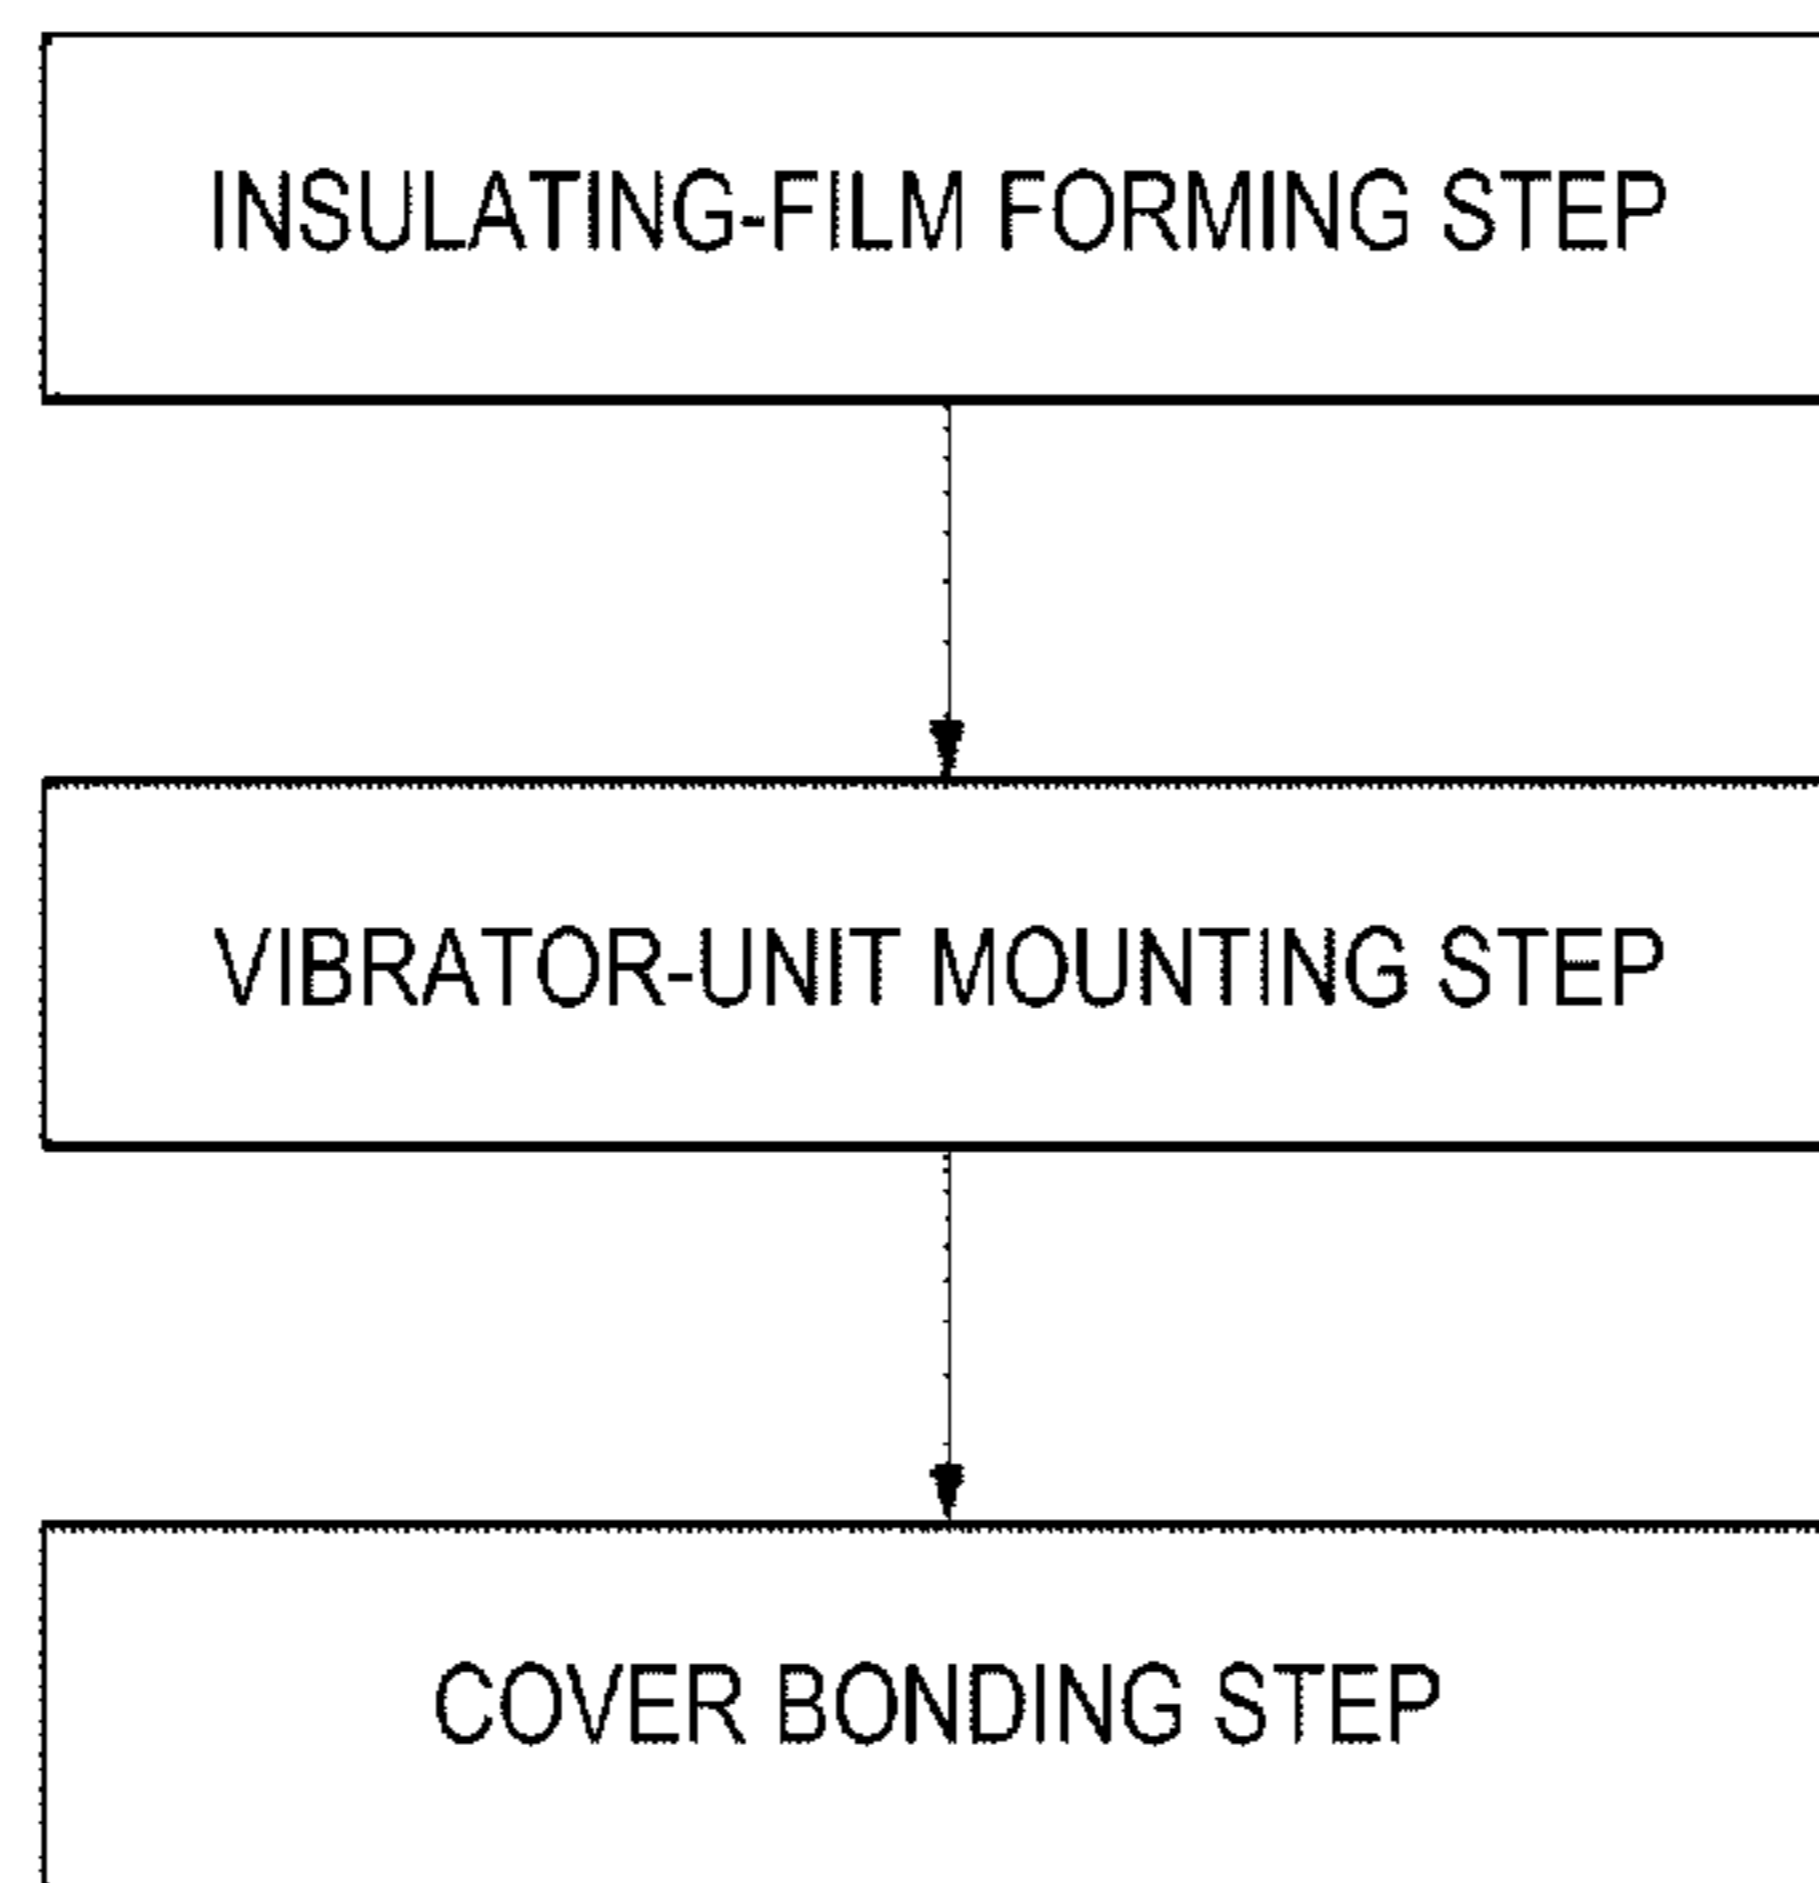 INSULATING-FILM FORMING STEP
VIBRATOR-UNIT MOUNTING STEP
COVER BONDING STEP